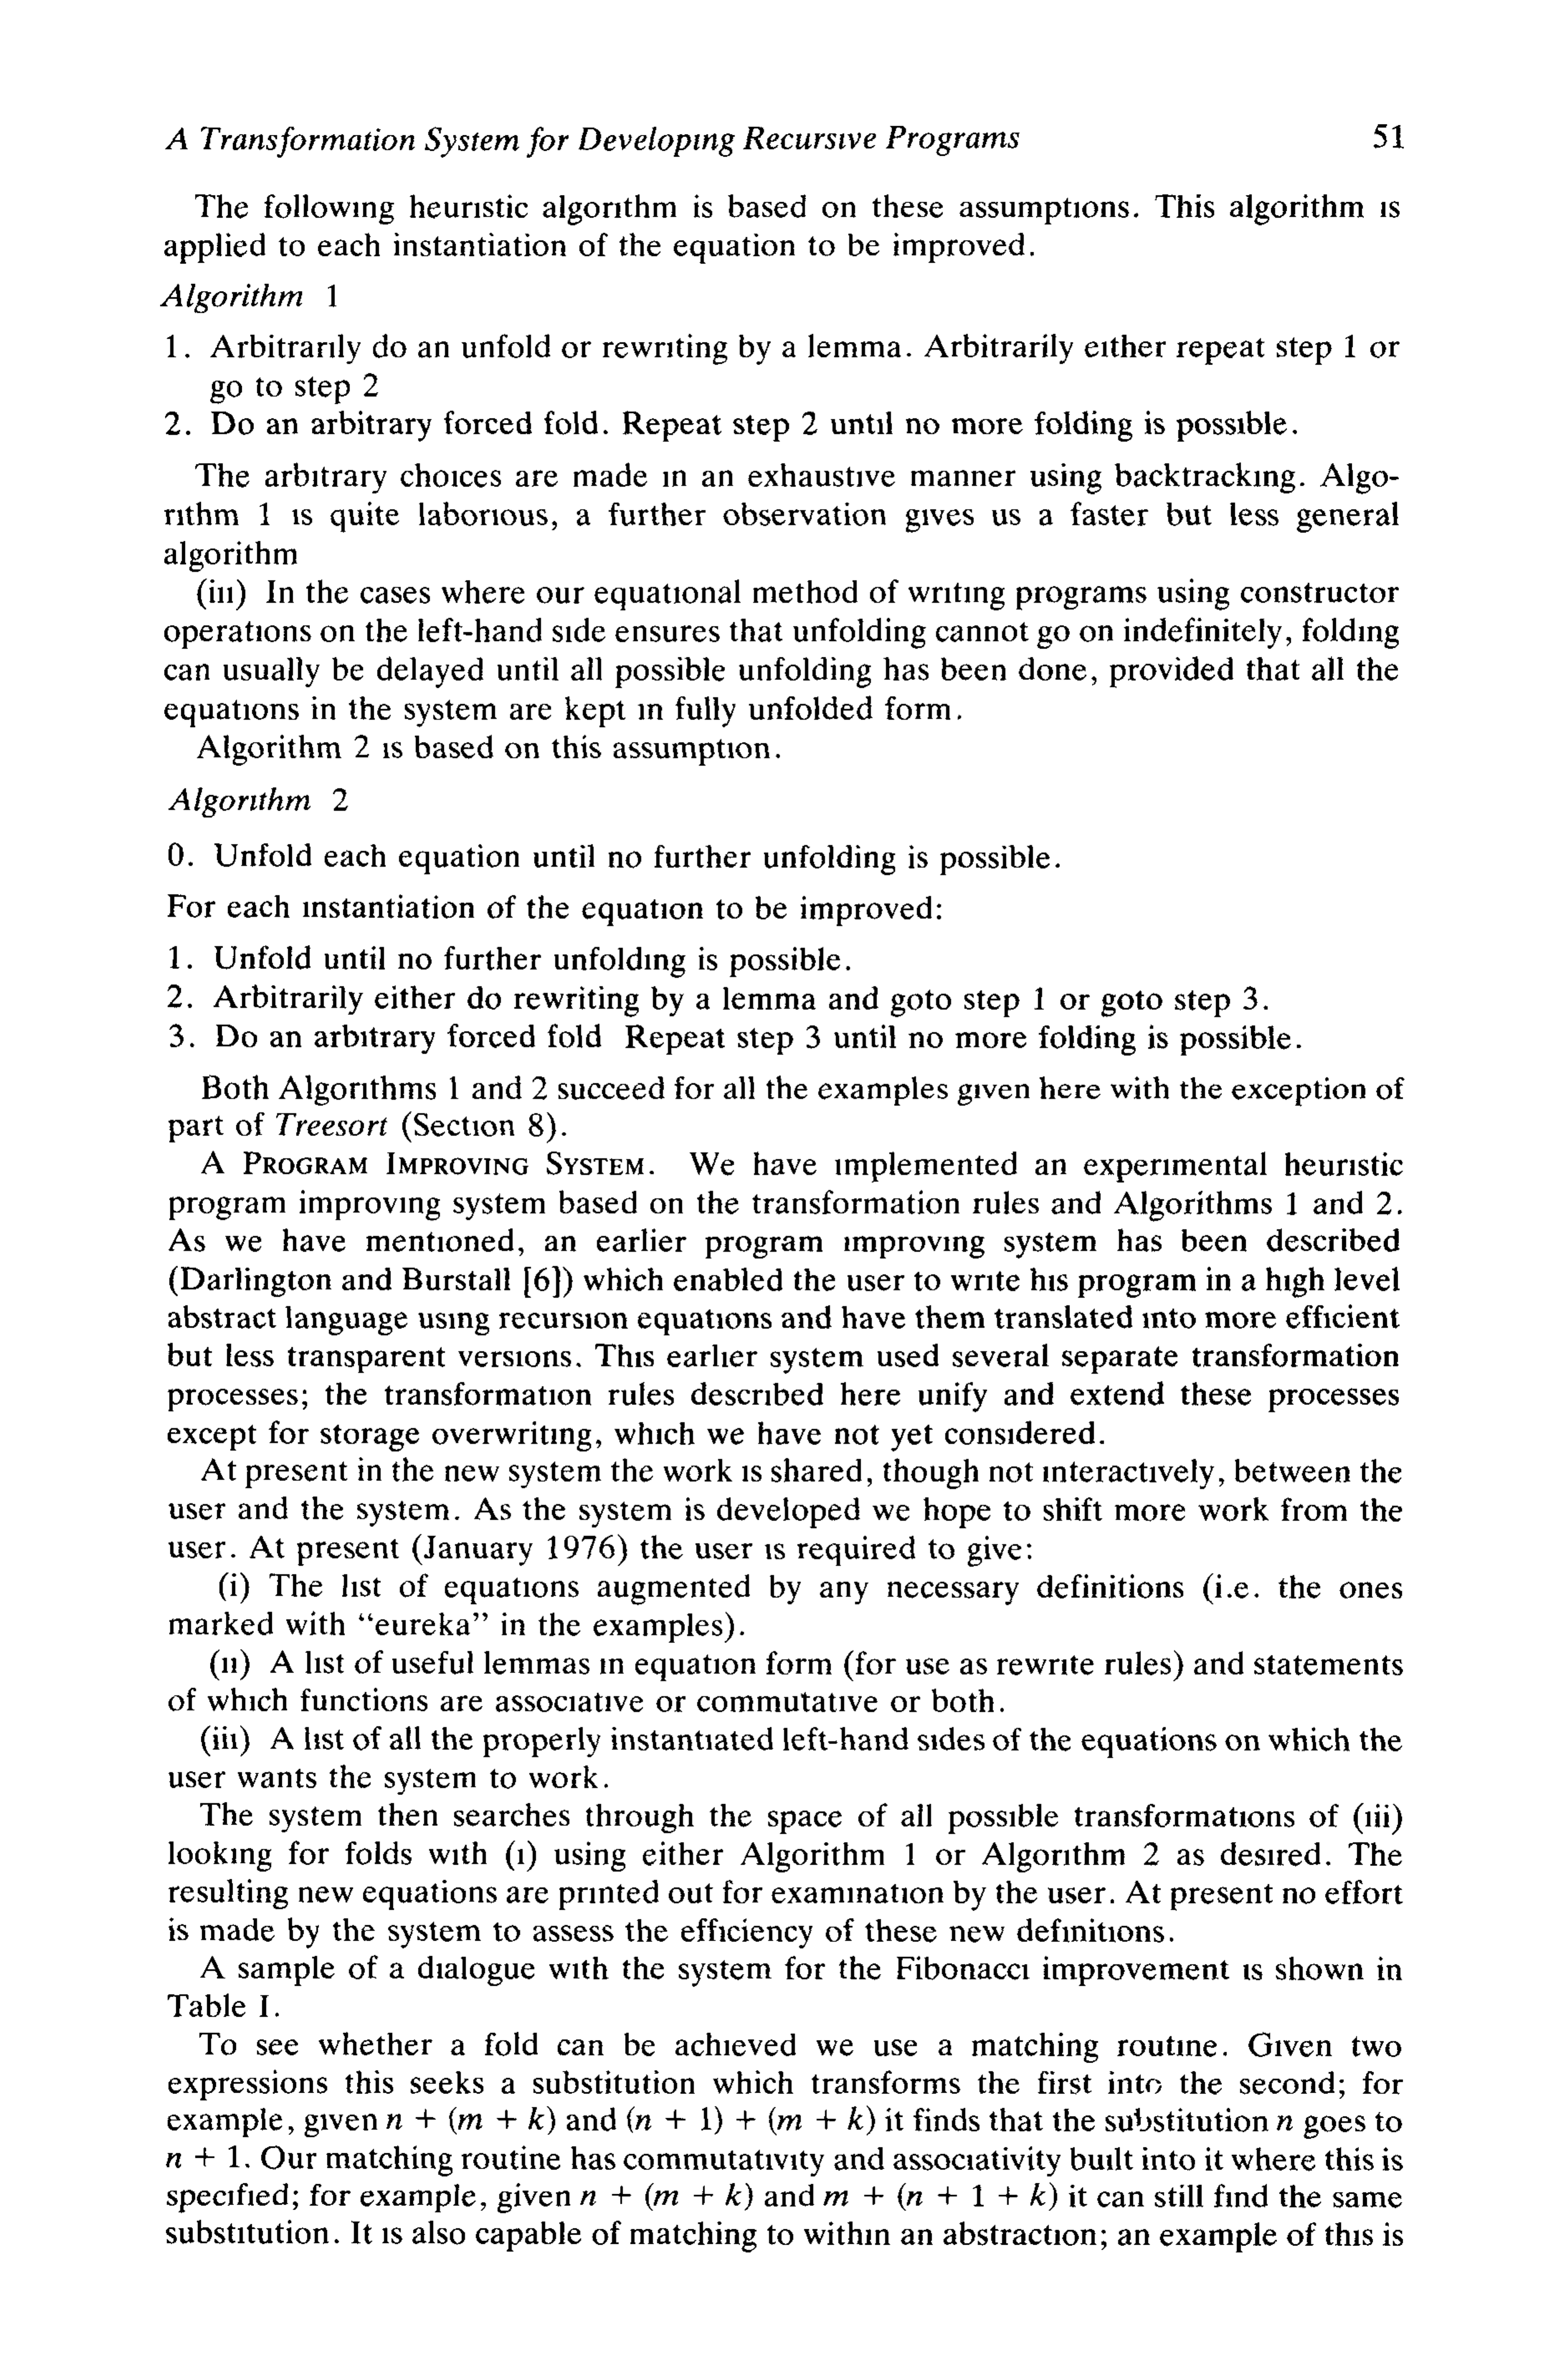 A Transformation System for Developing Recursive Programs 51
The following heuristic algorithm is based on these assumptions. This algorithm is
applied to each instantiation of the equation to be improved.
Algorithm 1
1. Arbitrarily do an unfold or rewriting by a lemma. Arbitrarily either repeat step 1 or
go to step 2
2. Do an arbitrary forced fold. Repeat step 2 until no more folding is possible.
The arbitrary choices are made in an exhaustive manner using backtracking. Algo-
rithm 1 is quite laborious, a further observation gives us a faster but less general
algorithm
(iii) In the cases where our equational method of writing programs using constructor
operations on the left-hand side ensures that unfolding cannot go on indefinitely, folding
can usually be delayed until all possible unfolding has been done, provided that all the
equations in the system are kept in fully unfolded form.
Algorithm 2 is based on this assumption.
Algorithm 2
0. Unfold each equation until no further unfolding is possible.
For each instantiation of the equation to be improved:
1. Unfold until no further unfolding is possible.
2. Arbitrarily either do rewriting by a lemma and goto step 1 or goto step 3.
3. Do an arbitrary forced fold Repeat step 3 until no more folding is possible.
Both Algorithms 1 and 2 succeed for all the examples given here with the exception of
part of Treesort (Section 8).
A PROGRAM IMPROVING SYSTEM. We have implemented an experimental heuristic
program improving system based on the transformation rules and Algorithms 1 and 2.
As we have mentioned, an earlier program improving system has been described
(Darlington and Burstall [6]) which enabled the user to write his program in a high level
abstract language using recursion equations and have them translated into more efficient
but less transparent versions. This earlier system used several separate transformation
processes; the transformation rules described here unify and extend these processes
except for storage overwriting, which we have not yet considered.
At present in the new system the work is shared, though not interactively, between the
user and the system. As the system is developed we hope to shift more work from the
user. At present (January 1976) the user is required to give:
(i) The list of equations augmented by any necessary definitions (i.e. the ones
marked with “eureka” in the examples).
(ii) A list of useful lemmas in equation form (for use as rewrite rules) and statements
of which functions are associative or commutative or both.
(iii) A list of all the properly instantiated left-hand sides of the equations on which the
user wants the system to work.
The system then searches through the space of all possible transformations of (iii)
looking for folds with (i) using either Algorithm 1 or Algorithm 2 as desired. The
resulting new equations are printed out for examination by the user. At present no effort
is made by the system to assess the efficiency of these new definitions.
A sample of a dialogue with the system for the Fibonacci improvement is shown in
Table I.
To see whether a fold can be achieved we use a matching routine. Given two
expressions this seeks a substitution which transforms the first into the second; for
example, given n + (m + k) and (n + 1) + (m + k) it finds that the substitution n goes to
n + 1. Our matching routine has commutativity and associativity built into it where this is
specified; for example, given n + (m + k) and m + (n + 1 + k) it can still find the same
substitution. It is also capable of matching to within an abstraction; an example of this is